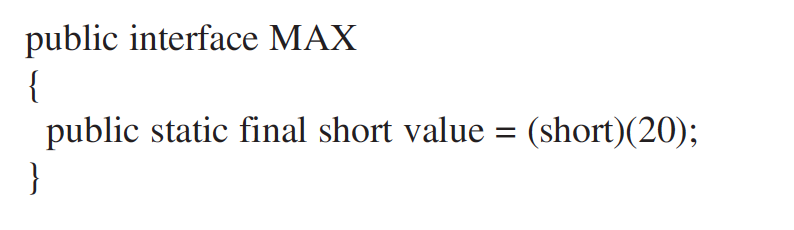 public interface MAX
{
public static final short value = (short)(20);
}